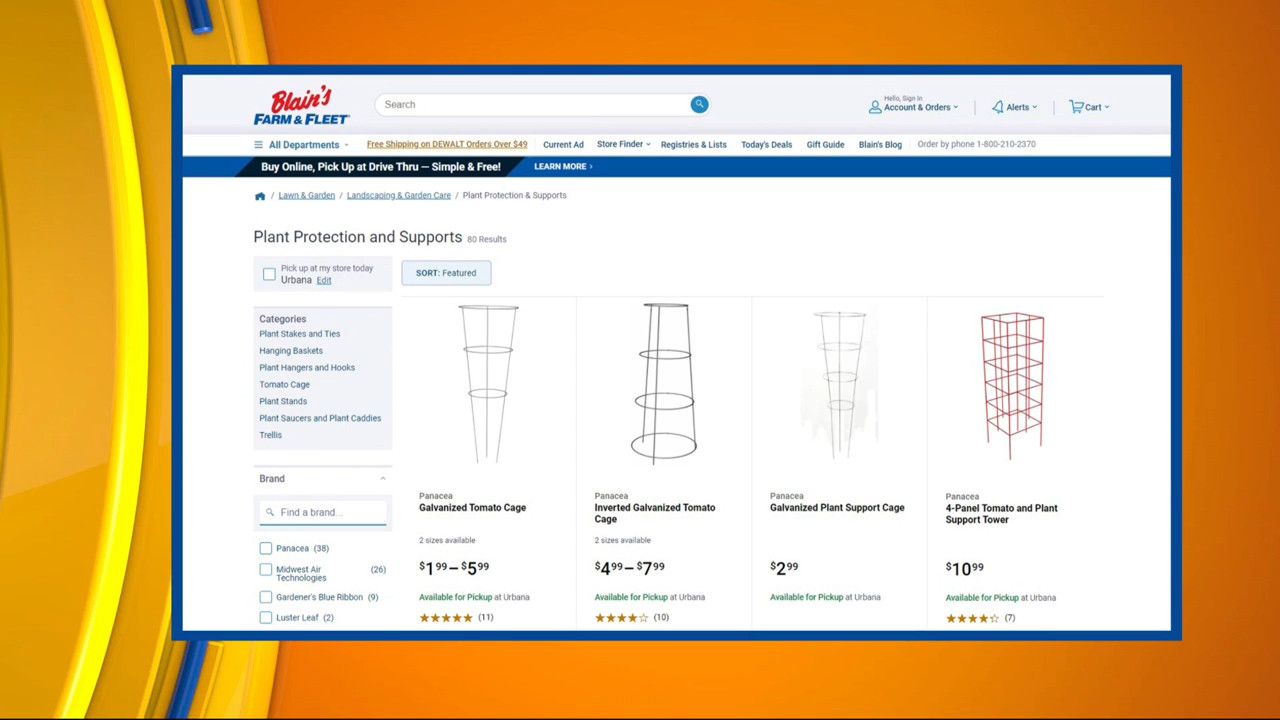 Blain's
FARM & FLEET
Search
Hello, Sign In
Account & Orders
Alerts
Cart
All Departments
Free Shipping on DEWALT Orders Over $49
Current Ad
Store Finder
Registries & Lists
Today's Deals
Gift Guide
Blain's Blog
Order by phone 1-800-210-2370
Buy Online, Pick Up at Drive Thru — Simple & Free!
LEARN MORE ›
/ Lawn & Garden / Landscaping & Garden Care / Plant Protection & Supports
Plant Protection and Supports 80 Results
Pick up at my store today
Urbana Edit
SORT: Featured
Categories
Plant Stakes and Ties
Hanging Baskets
Plant Hangers and Hooks
Tomato Cage
Plant Stands
Plant Saucers and Plant Caddies
Trellis
Brand
Find a brand...
Panacea (38)
Midwest Air (26)
Technologies
Gardener's Blue Ribbon (9)
Luster Leaf (2)
Panacea
Galvanized Tomato Cage
2 sizes available
$1.99 – $5.99
Available for Pickup at Urbana
(11)
Panacea
Inverted Galvanized Tomato
Cage
2 sizes available
$4.99 – $7.99
Available for Pickup at Urbana
(10)
Panacea
Galvanized Plant Support Cage
$2.99
Available for Pickup at Urbana
Panacea
4-Panel Tomato and Plant
Support Tower
$10.99
Available for Pickup at Urbana
(7)